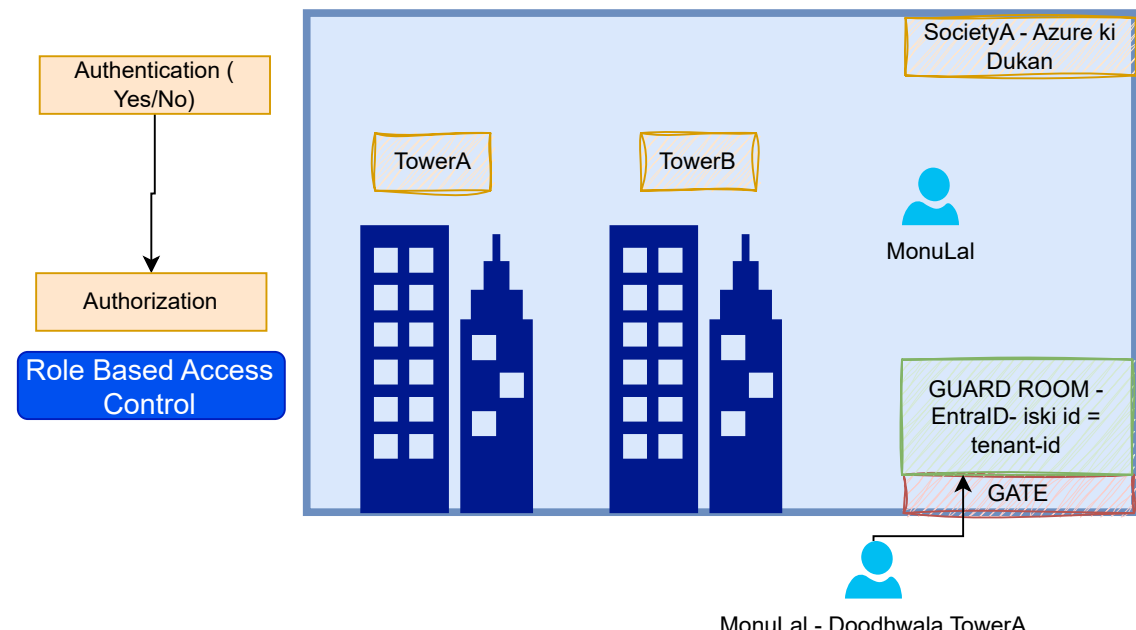 Authentication (
Yes/No)
Authorization
Role Based Access
Control
SocietyA - Azure ki
Dukan
TowerA
TowerB
MonuLal
GUARD ROOM -
EntraID- iski id =
tenant-id
GATE
MonuLal - Doodhwala TowerA